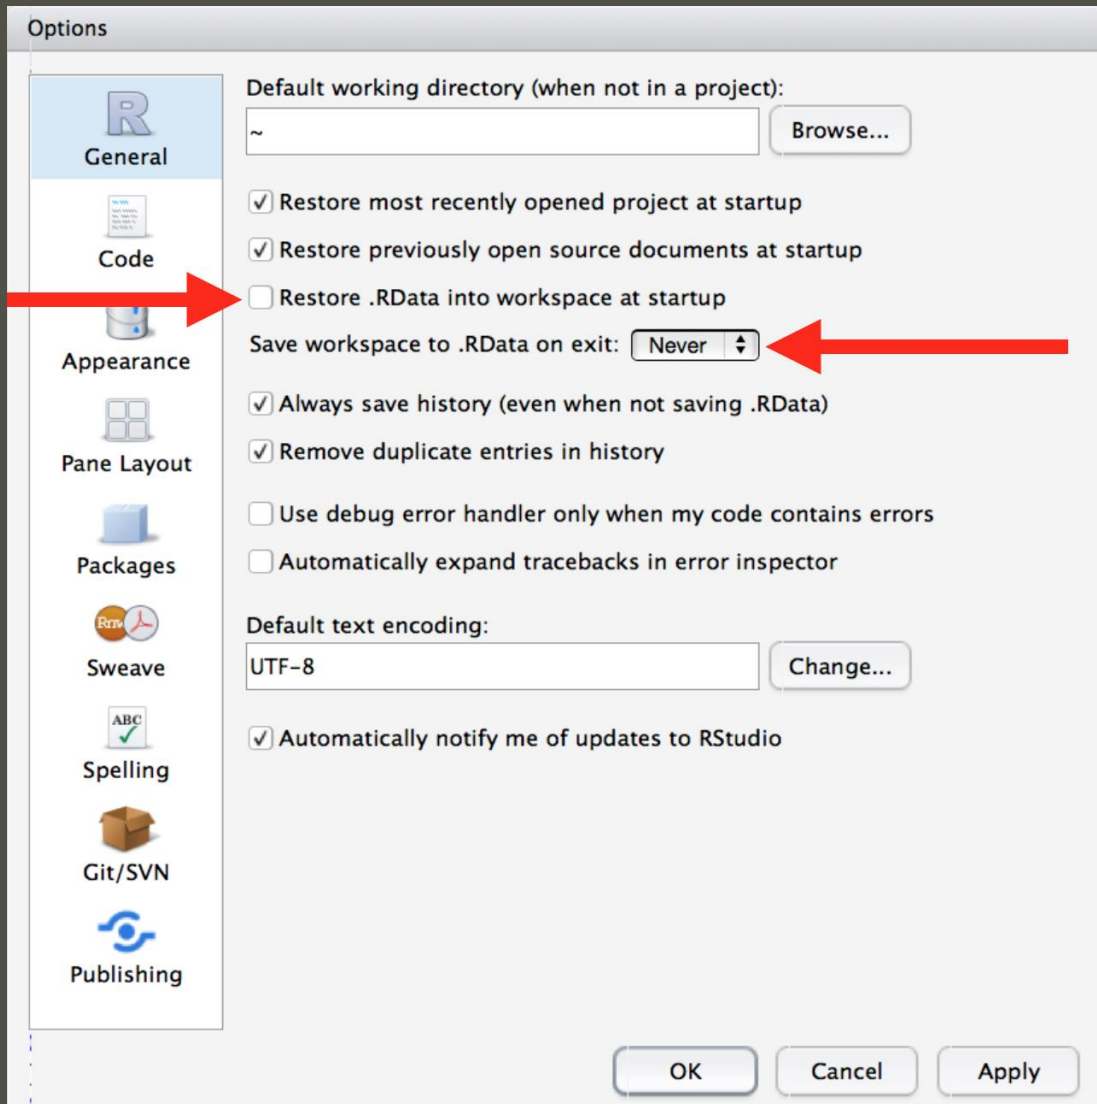 Options
General
Code
Appearance
Pane Layout
Packages
Rnw
Sweave
ABC
Spelling
Git/SVN
Publishing
Default working directory (when not in a project):
~ Browse...
Restore most recently opened project at startup
Restore previously open source documents at startup
Restore .RData into workspace at startup
Save workspace to .RData on exit: Never
Always save history (even when not saving .RData)
Remove duplicate entries in history
Use debug error handler only when my code contains errors
Automatically expand tracebacks in error inspector
Default text encoding:
UTF-8 Change...
Automatically notify me of updates to RStudio
OK Cancel Apply